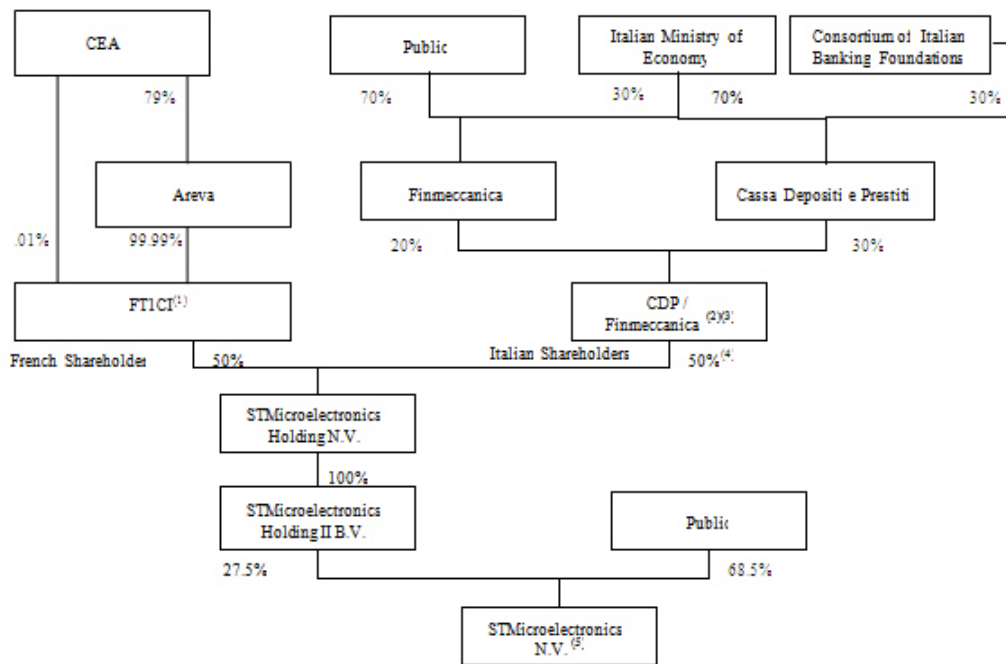 CEA
Public
Italian Ministry of
Economy
Consortium of Italian
Banking Foundations
79%
70%
30%
70%
30%
Areva
Finmeccanica
Cassa Depositi e Prestiti
.01%
99.99%
20%
30%
FT1CI(1)
CDP /
Finmeccanica (2)(3)
French Shareholder
50%
Italian Shareholders
50%(4)
STMicroelectronics
Holding N.V.
100%
STMicroelectronics
Holding II B.V.
Public
27.5%
68.5%
STMicroelectronics
N.V. (5)